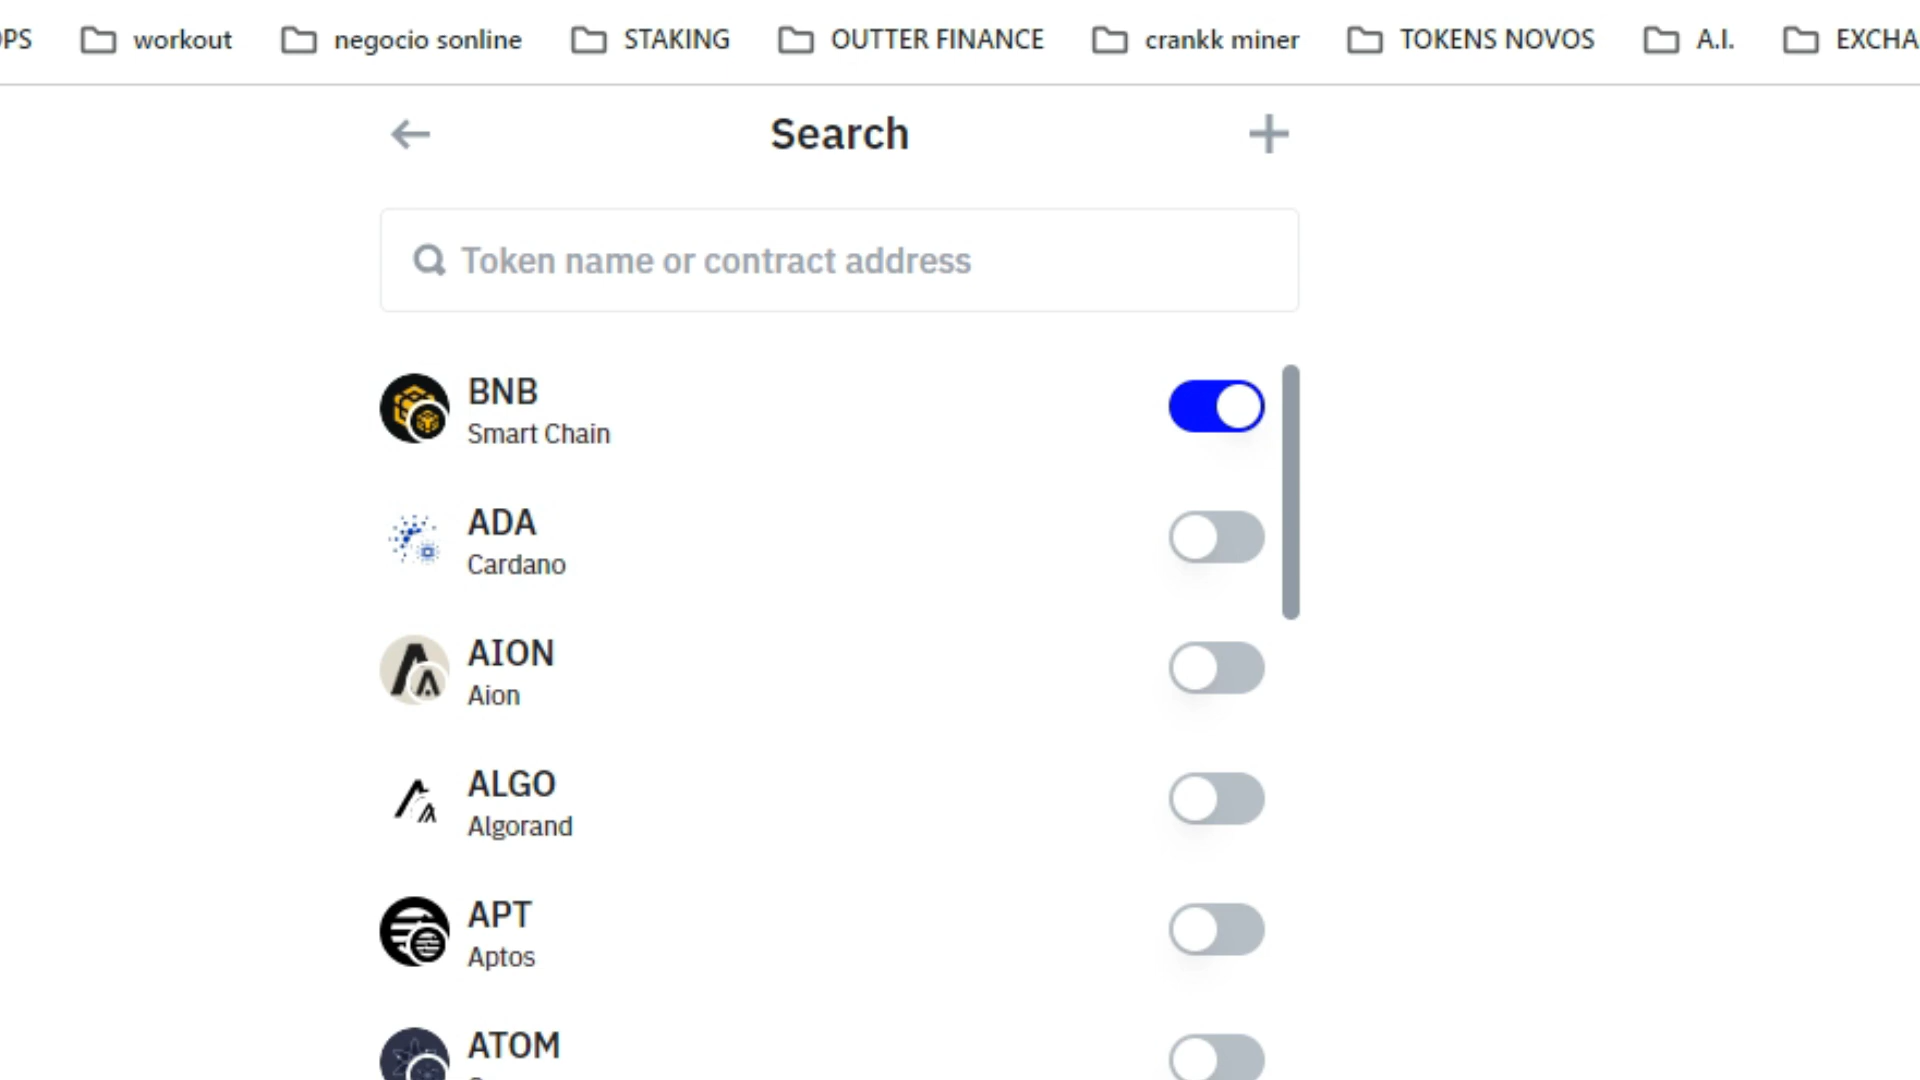 OPS workout negocio sonline STAKING OUTTER FINANCE crankk miner TOKENS NOVOS A.I. EXCHA
Search
Token name or contract address
BNB
Smart Chain
ADA
Cardano
AION
Aion
ALGO
Algorand
APT
Aptos
ATOM